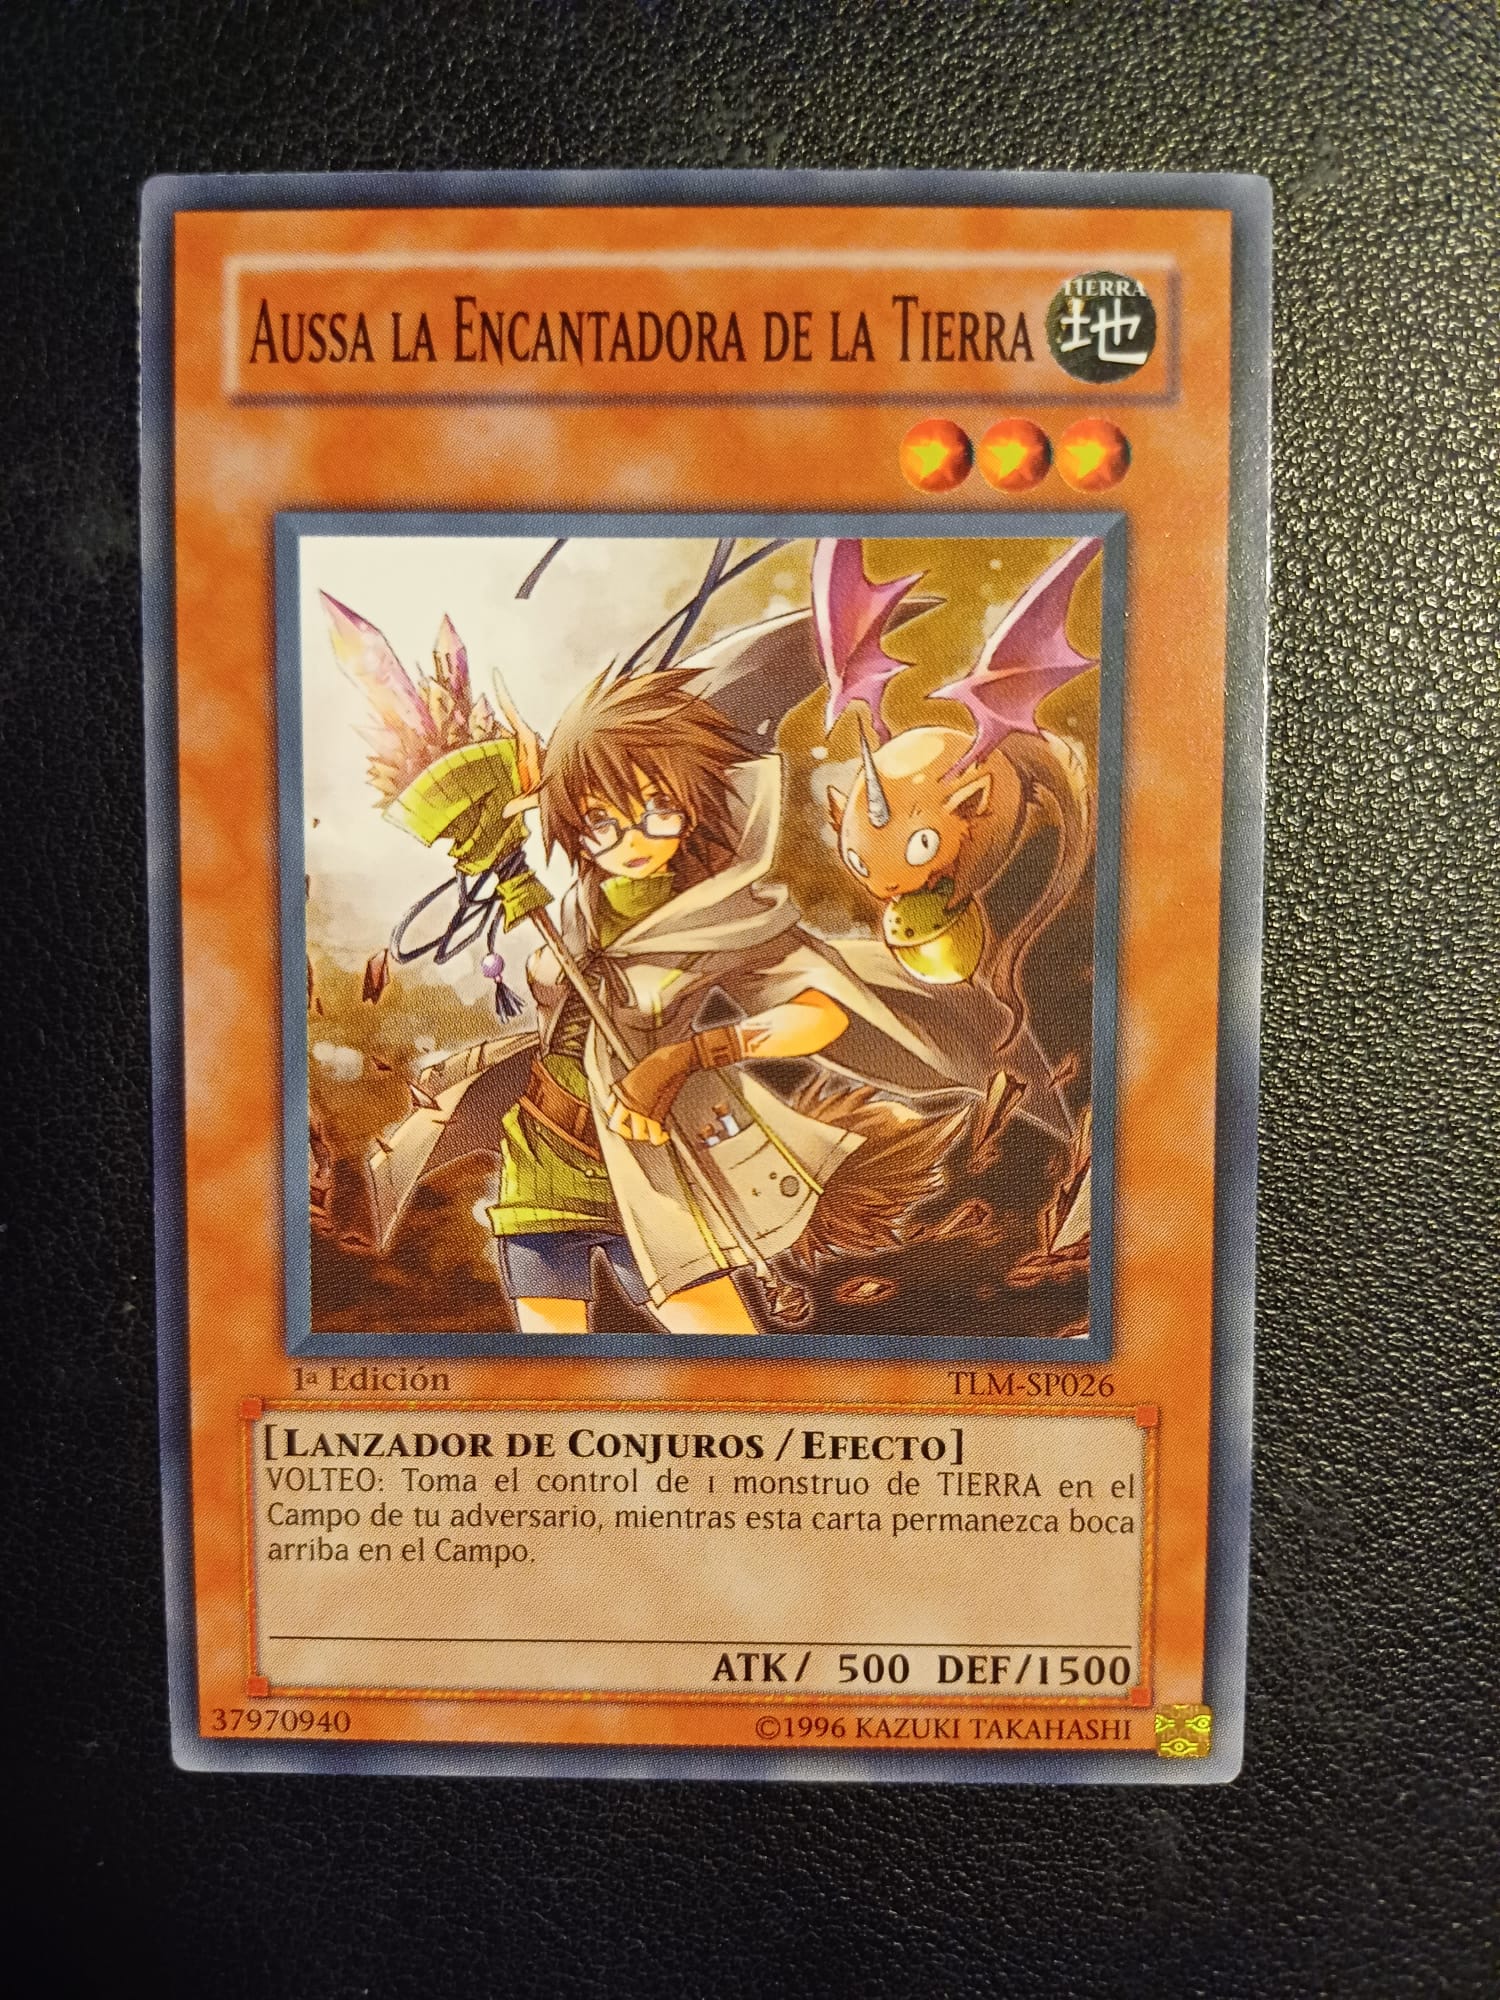 Aussa la Encantadora de la Tierra
TIERRA
地
1ª Edición
TLM-SP026
[Lanzador de Conjuros / Efecto]
VOLTEO: Toma el control de 1 monstruo de TIERRA en el
Campo de tu adversario, mientras esta carta permanezca boca
arriba en el Campo.
ATK/ 500 DEF/1500
37970940
©1996 KAZUKI TAKAHASHI